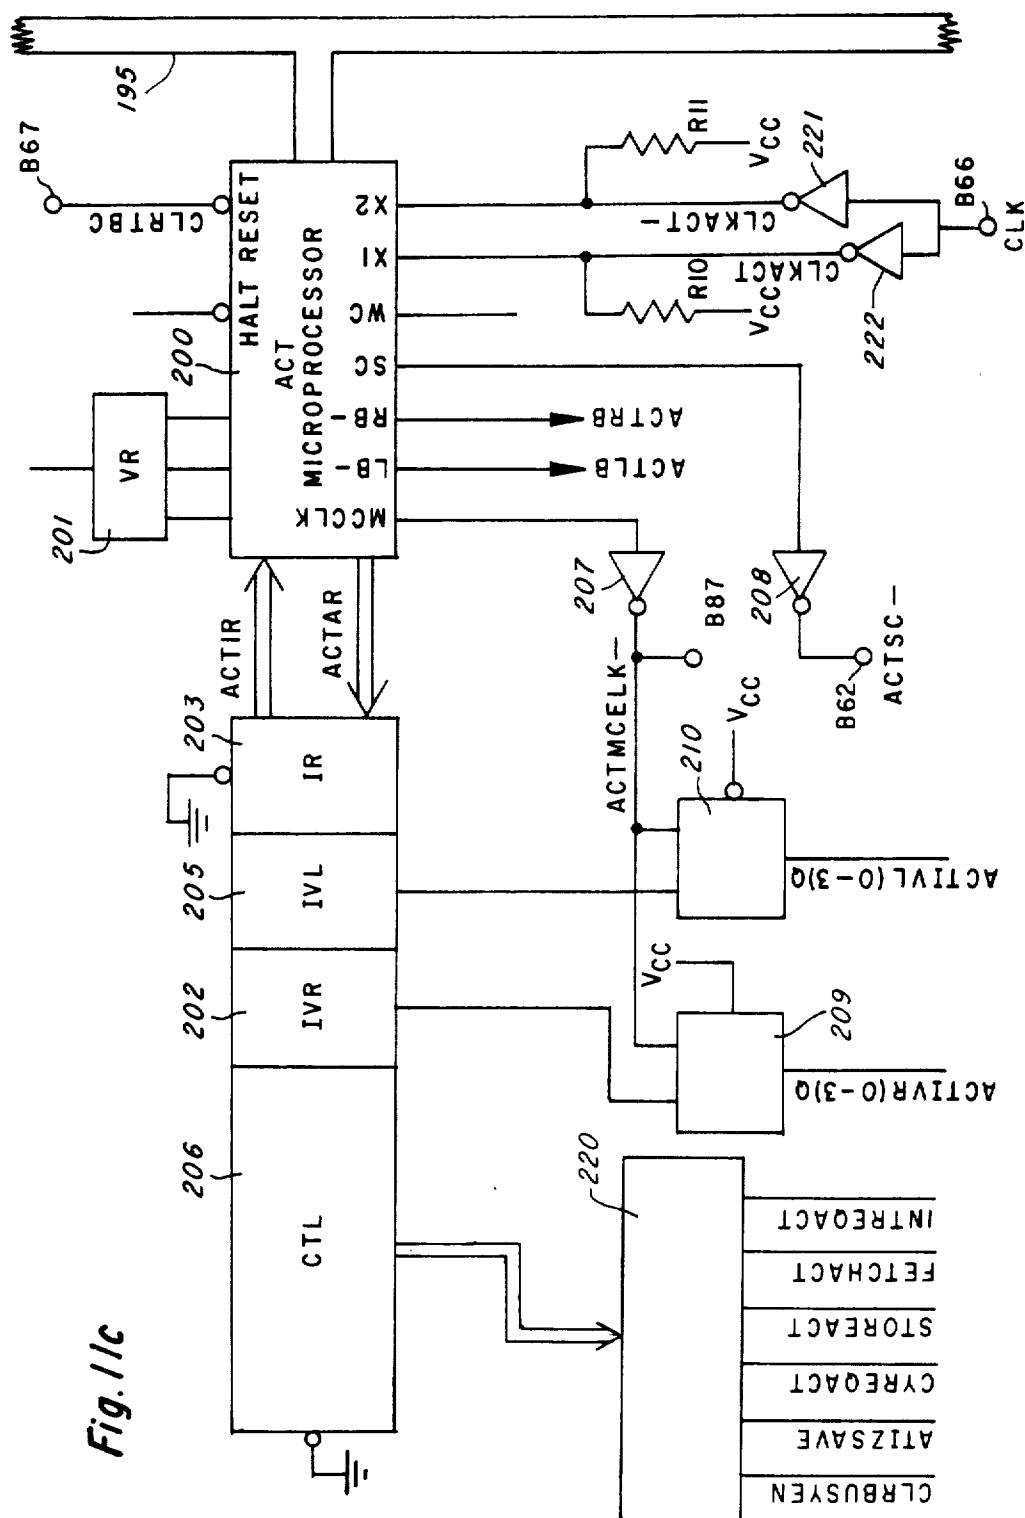 Fig. 11c
195
B67
CLRTBC
HALT RESET
200
ACT
MICROPROCESSOR
MCCLK
LB-
RB-
SC
WC
X1
X2
201
VR
ACTIR
ACTAR
203
IR
205
IVL
202
IVR
206
CTL
R11
VCC
221
CLKACT-
B66
CLK
CLKACT
R10
VCC
222
ACTRB
ACTLB
207
B87
208
B62
ACTSC-
ACTMCELK-
210
VCC
ACTIVL(0-3)Q
VCC
209
ACTIVR(0-3)Q
220
INTREQACT
FETCHACT
STOREACT
CYREQACT
ATIZSAVE
CLRBUSYEN